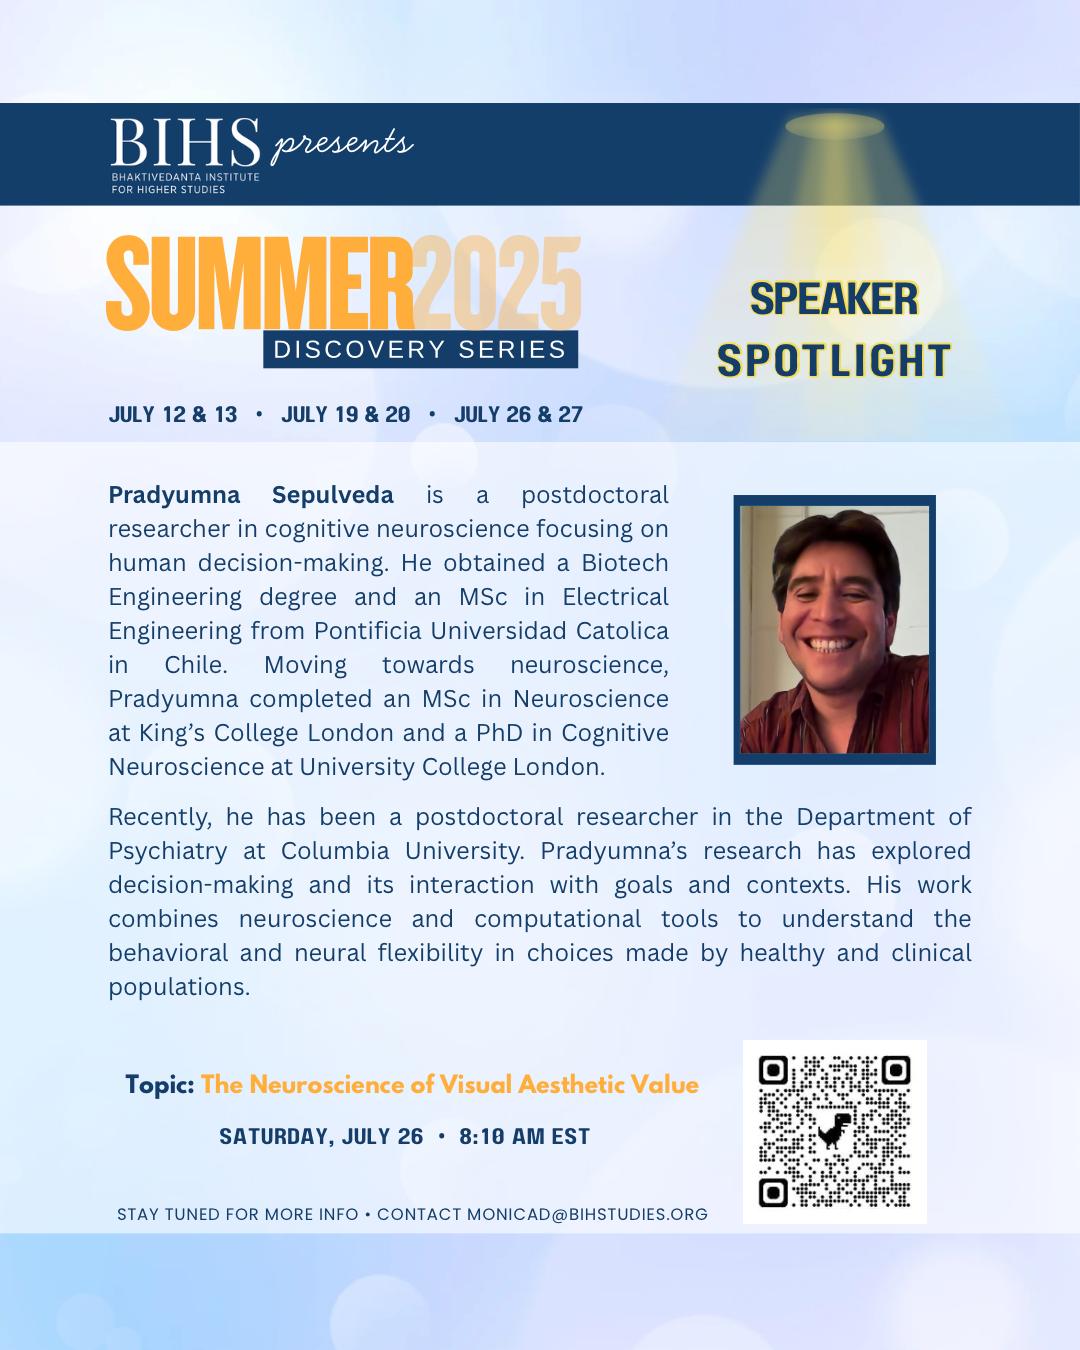 BIHS presents
BHAKTIVEDANTA INSTITUTE
FOR HIGHER STUDIES
SUMMER2025
DISCOVERY SERIES
JULY 12 & 13 • JULY 19 & 20 • JULY 26 & 27
SPEAKER
SPOTLIGHT
Pradyumna Sepulveda is a postdoctoral
researcher in cognitive neuroscience focusing on
human decision-making. He obtained a Biotech
Engineering degree and an MSc in Electrical
Engineering from Pontificia Universidad Catolica
in Chile. Moving towards neuroscience,
Pradyumna completed an MSc in Neuroscience
at King’s College London and a PhD in Cognitive
Neuroscience at University College London.
Recently, he has been a postdoctoral researcher in the Department of
Psychiatry at Columbia University. Pradyumna’s research has explored
decision-making and its interaction with goals and contexts. His work
combines neuroscience and computational tools to understand the
behavioral and neural flexibility in choices made by healthy and clinical
populations.
Topic: The Neuroscience of Visual Aesthetic Value
SATURDAY, JULY 26 • 8:10 AM EST
STAY TUNED FOR MORE INFO • CONTACT MONICAD@BIHSTUDIES.ORG